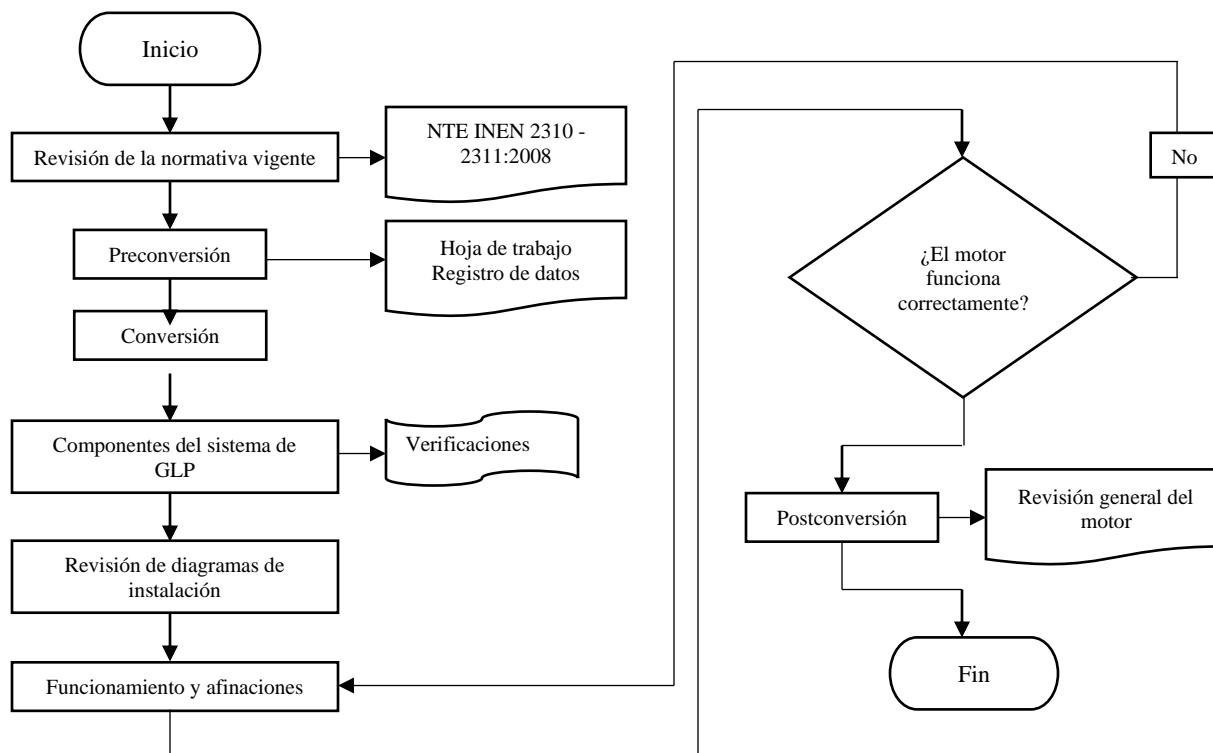 Inicio
Revisión de la normativa vigente
NTE INEN 2310 -
2311:2008
Preconversión
Hoja de trabajo
Registro de datos
Conversión
Componentes del sistema de
GLP
Verificaciones
Revisión de diagramas de
instalación
Funcionamiento y afinaciones
¿El motor
funciona
correctamente?
No
Postconversión
Revisión general del
motor
Fin